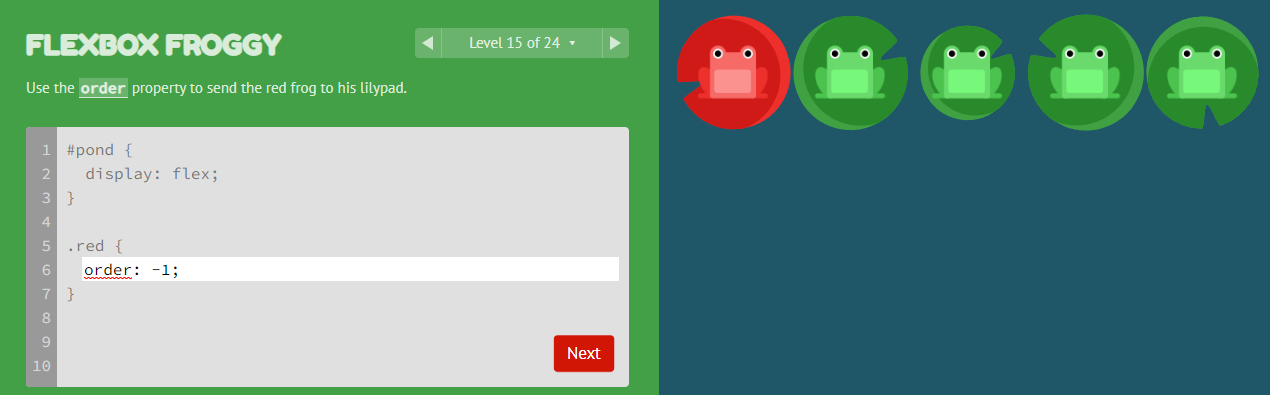 FLEXBOX FROGGY
Level 15 of 24
Use the order property to send the red frog to his lilypad.
1 #pond {
2 display: flex;
3 }
4
5 .red {
6 order: -1;
7 }
8
9
10
Next